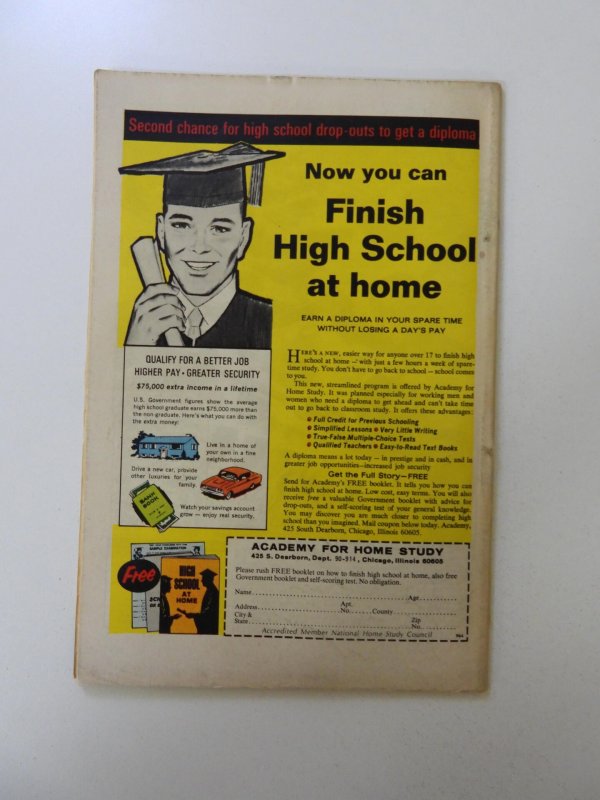 Second chance for high school drop-outs to get a diploma
Now you can
Finish
High School
at home
EARN A DIPLOMA IN YOUR SPARE TIME
WITHOUT LOSING A DAY'S PAY
HERE'S A NEW, easier way for anyone over 17 to finish high
school at home — with just a few hours a week of spare-
time study. You don't have to go back to school — school comes
to you.
This new, streamlined program is offered by Academy for
Home Study. It was planned especially for working men and
women who need a diploma to get ahead and can't take time
out to go back to classroom study. It offers these advantages:
• Full Credit for Previous Schooling
• Simplified Lessons • Very Little Writing
• True-False Multiple-Choice Tests
• Qualified Teachers • Easy-to-Read Text Books
A diploma means a lot today — in prestige and in cash, and in
greater job opportunities—increased job security
Get the Full Story—FREE
Send for Academy's FREE booklet. It tells you how you can
finish high school at home. Low cost, easy terms. You will also
receive free a valuable Government booklet with advice for
drop-outs, and a self-scoring test of your general knowledge.
You may discover you are much closer to completing high
school than you imagined. Mail coupon below today. Academy,
425 South Dearborn, Chicago, Illinois 60605.
QUALIFY FOR A BETTER JOB
HIGHER PAY • GREATER SECURITY
$75,000 extra income in a lifetime
U.S. Government figures show the average
high school graduate earns $75,000 more than
the non-graduate. Here's what you can do with
the extra money:
Live in a home of
your own in a fine
neighborhood.
Drive a new car, provide
other luxuries for your
family.
BANK
BOOK
Watch your savings account
grow — enjoy real security.
Free
SAMPLE EXAMINATION
HIGH
SCHOOL
AT
HOME
ACADEMY FOR HOME STUDY
425 S. Dearborn, Dept. 90-914, Chicago, Illinois 60605
Please rush FREE booklet on how to finish high school at home, also free
Government booklet and self-scoring test. No obligation.
Name Age
Address Apt. No. County
City & State Zip No.
Accredited Member National Home Study Council